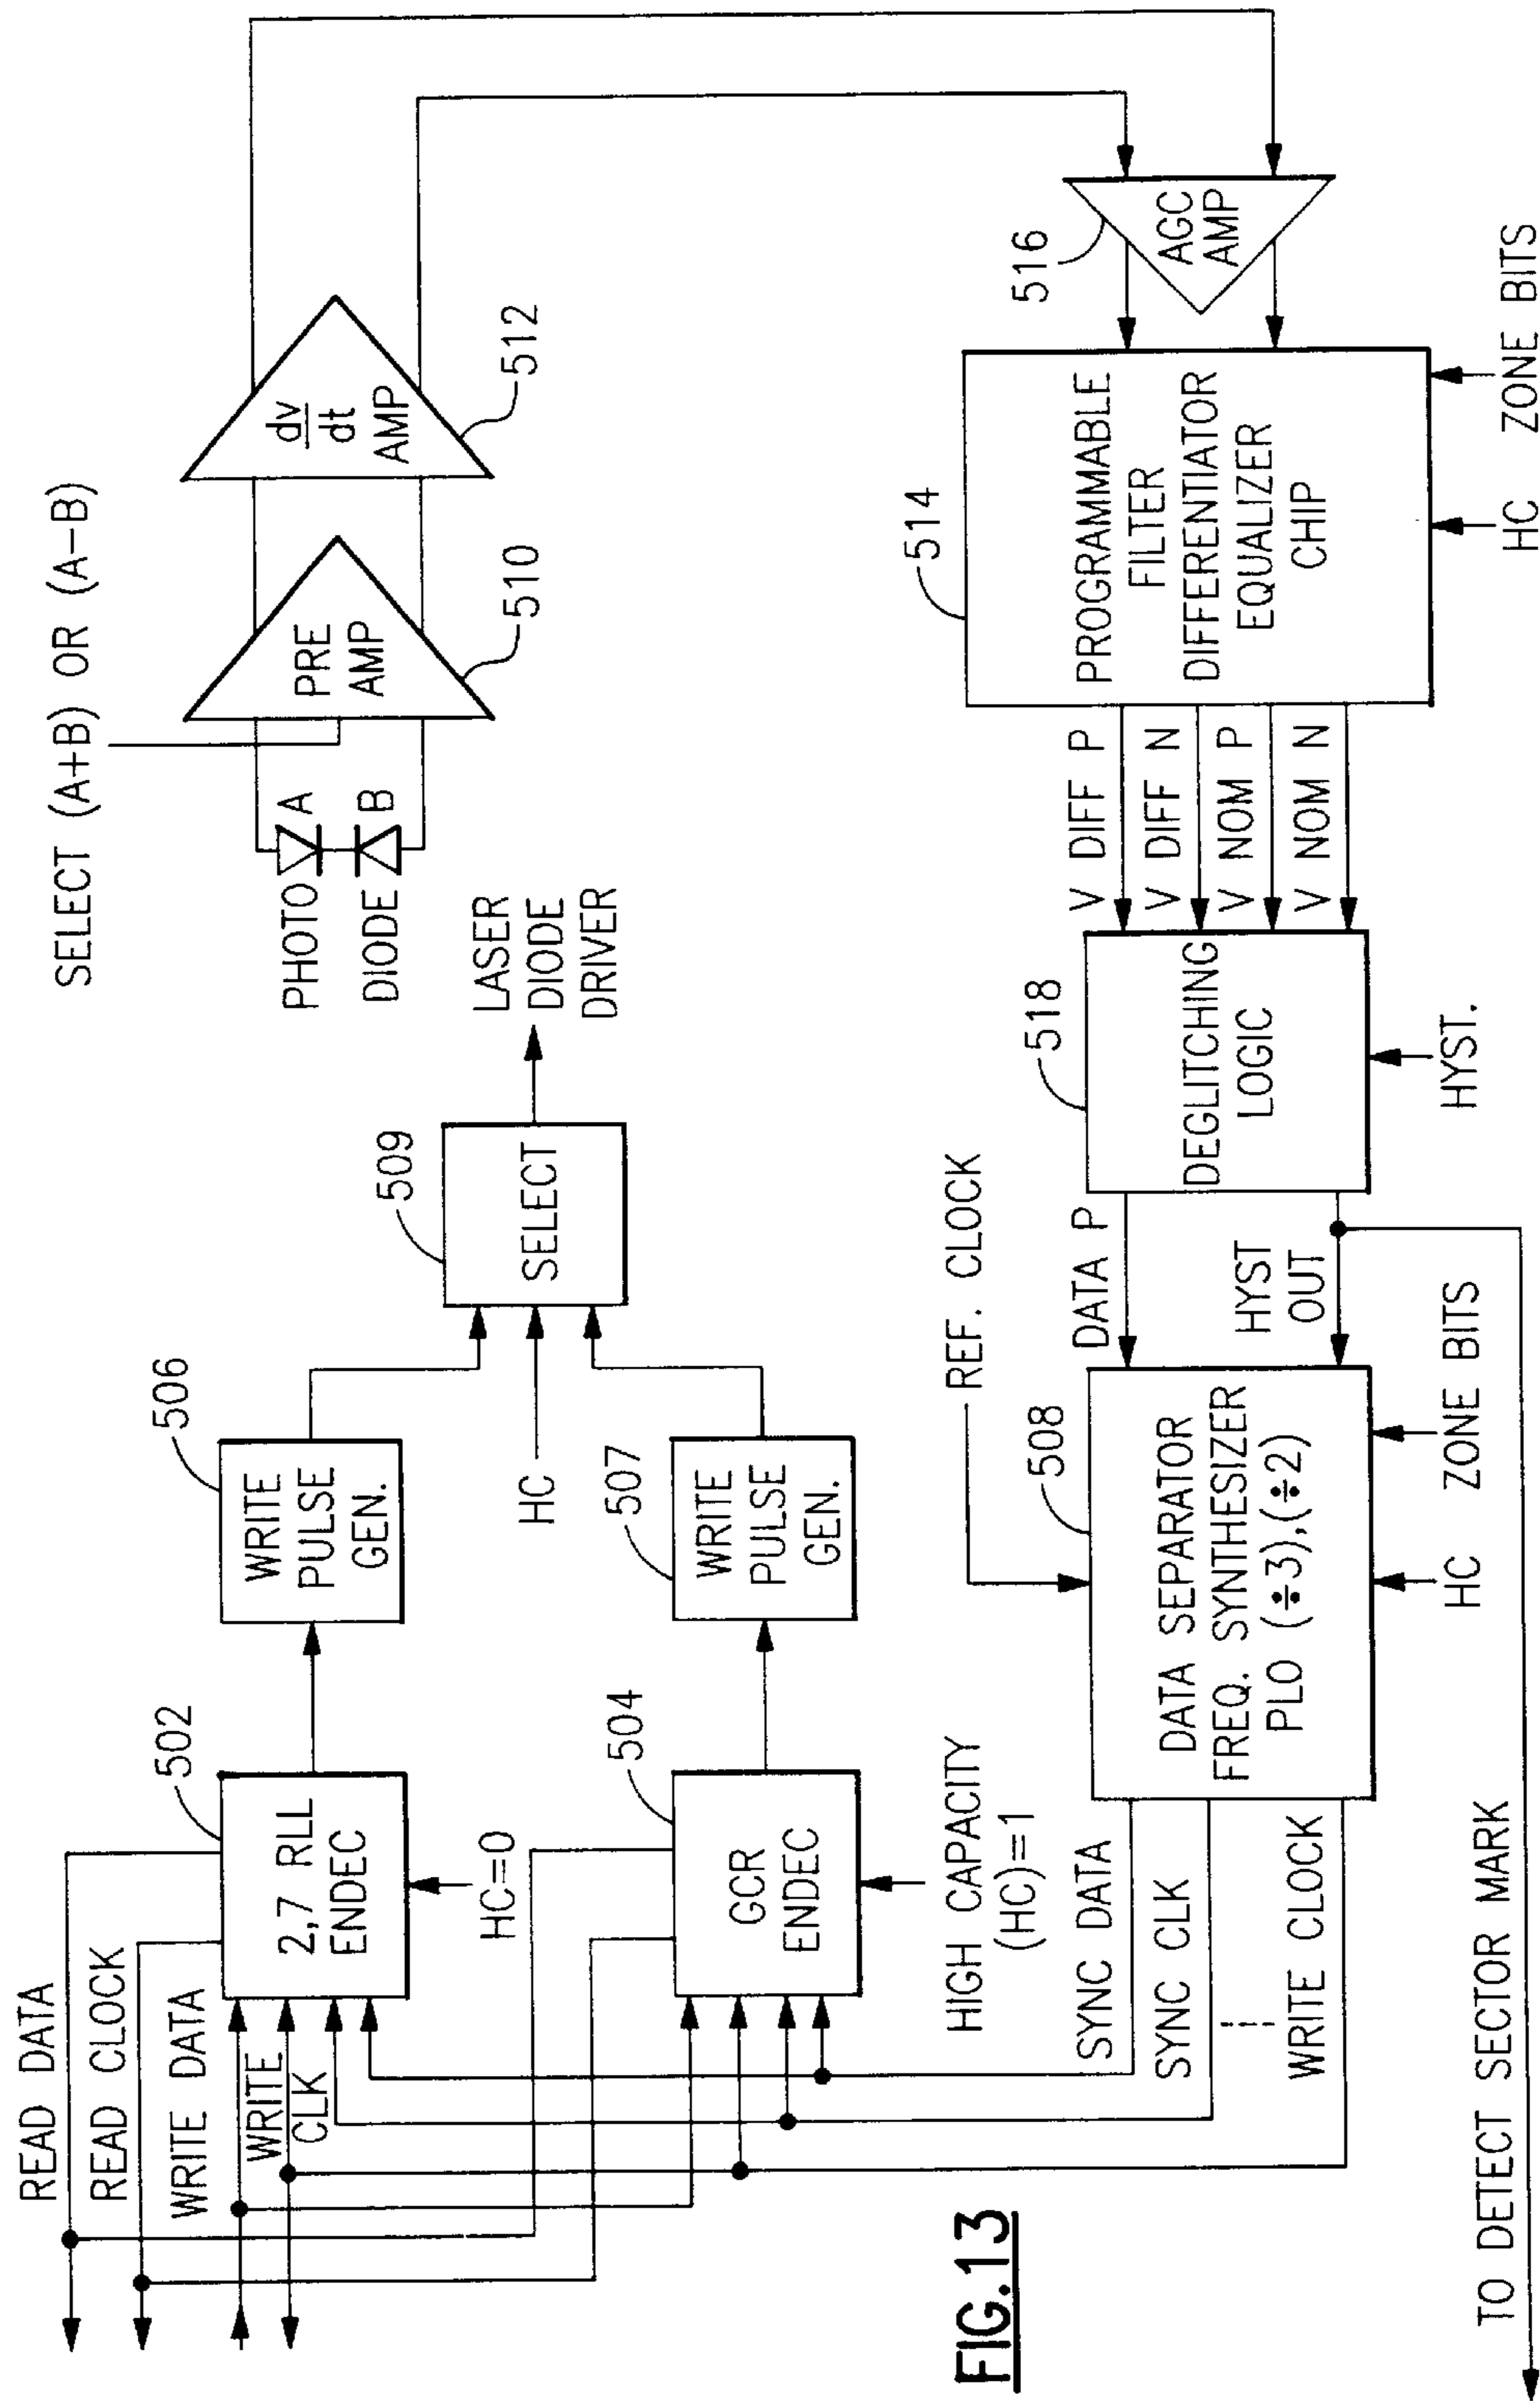 SELECT (A+B) OR (A−B)
PHOTO
DIODE
A
B
PRE
AMP
510
dv
dt
AMP
512
READ DATA
READ CLOCK
WRITE DATA
WRITE
CLK
502
2,7 RLL
ENDEC
HC=0
506
WRITE
PULSE
GEN.
509
SELECT
HC
LASER
DIODE
DRIVER
504
GCR
ENDEC
HIGH CAPACITY
(HC)=1
507
WRITE
PULSE
GEN.
SYNC DATA
SYNC CLK
WRITE CLOCK
508
DATA SEPARATOR
FREQ. SYNTHESIZER
PLO (÷3),(÷2)
REF. CLOCK
HC
ZONE BITS
DATA P
HYST
OUT
518
DEGLITCHING
LOGIC
HYST.
V DIFF P
V DIFF N
V NOM P
V NOM N
514
PROGRAMMABLE
FILTER
DIFFERENTIATOR
EQUALIZER
CHIP
HC
ZONE BITS
516
AGC
AMP
TO DETECT SECTOR MARK
FIG.13